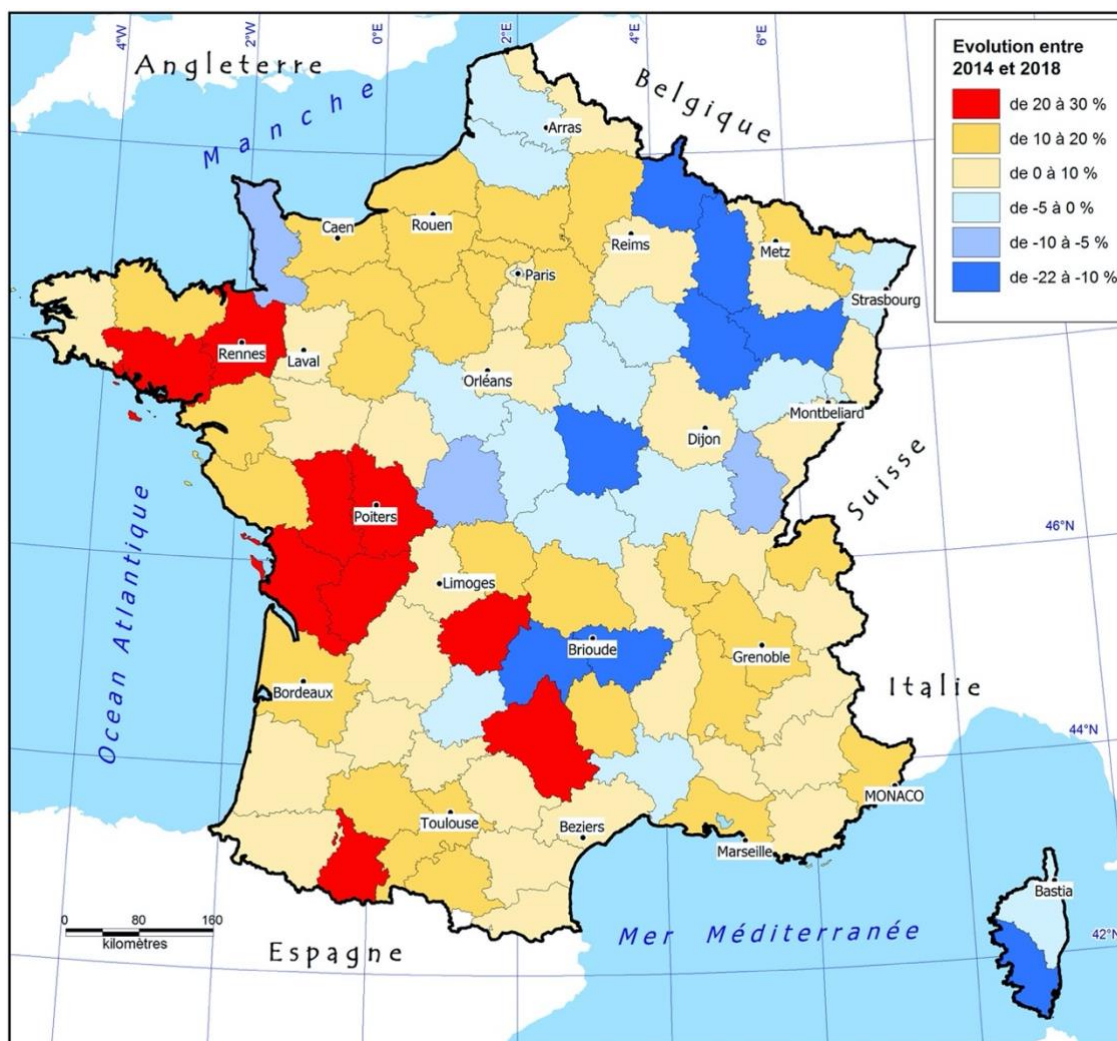 4°W
2°W
0°E
2°E
4°E
6°E
Angleterre
Manche
Belgique
Evolution entre
2014 et 2018
de 20 à 30 %
de 10 à 20 %
de 0 à 10 %
de -5 à 0 %
de -10 à -5 %
de -22 à -10 %
Arras
Caen
Rouen
Reims
Metz
Paris
Strasbourg
Rennes
Laval
Orléans
Montbeliard
Dijon
Suisse
Poiters
46°N
Limoges
Ocean Atlantique
Brioude
Grenoble
Bordeaux
Italie
44°N
MONACO
Toulouse
Beziers
Marseille
Bastia
0 80 160
kilomètres
Espagne
Mer Méditerranée
42°N